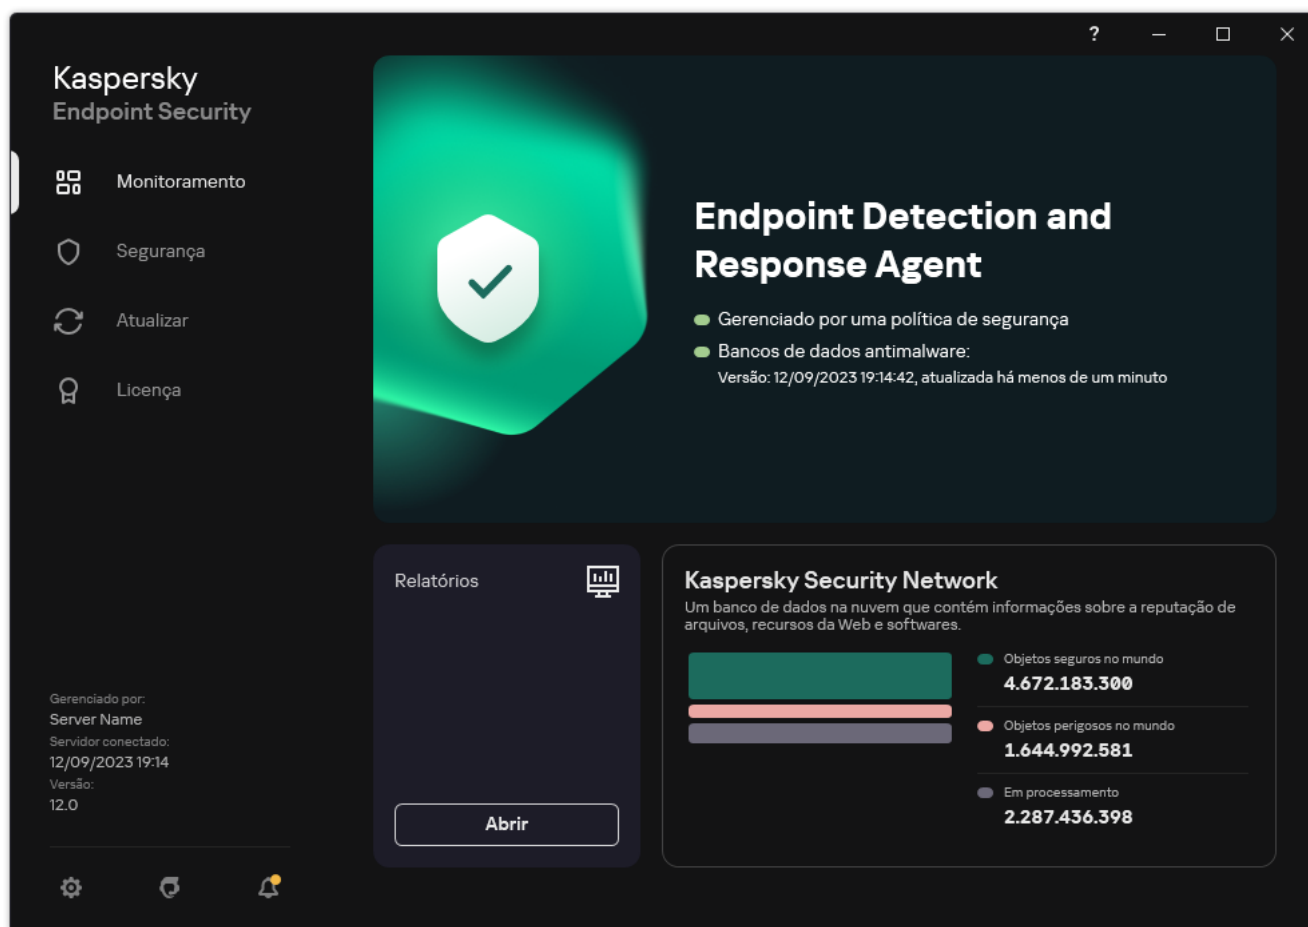 ?
Kaspersky
Endpoint Security
Monitoramento
Segurança
Atualizar
Licença
Gerenciado por:
Server Name
Servidor conectado:
12/09/2023 19:14
Versão:
12.0
Endpoint Detection and
Response Agent
Gerenciado por uma política de segurança
Bancos de dados antimalware:
Versão: 12/09/2023 19:14:42, atualizada há menos de um minuto
Relatórios
Abrir
Kaspersky Security Network
Um banco de dados na nuvem que contém informações sobre a reputação de
arquivos, recursos da Web e softwares.
Objetos seguros no mundo
4.672.183.300
Objetos perigosos no mundo
1.644.992.581
Em processamento
2.287.436.398